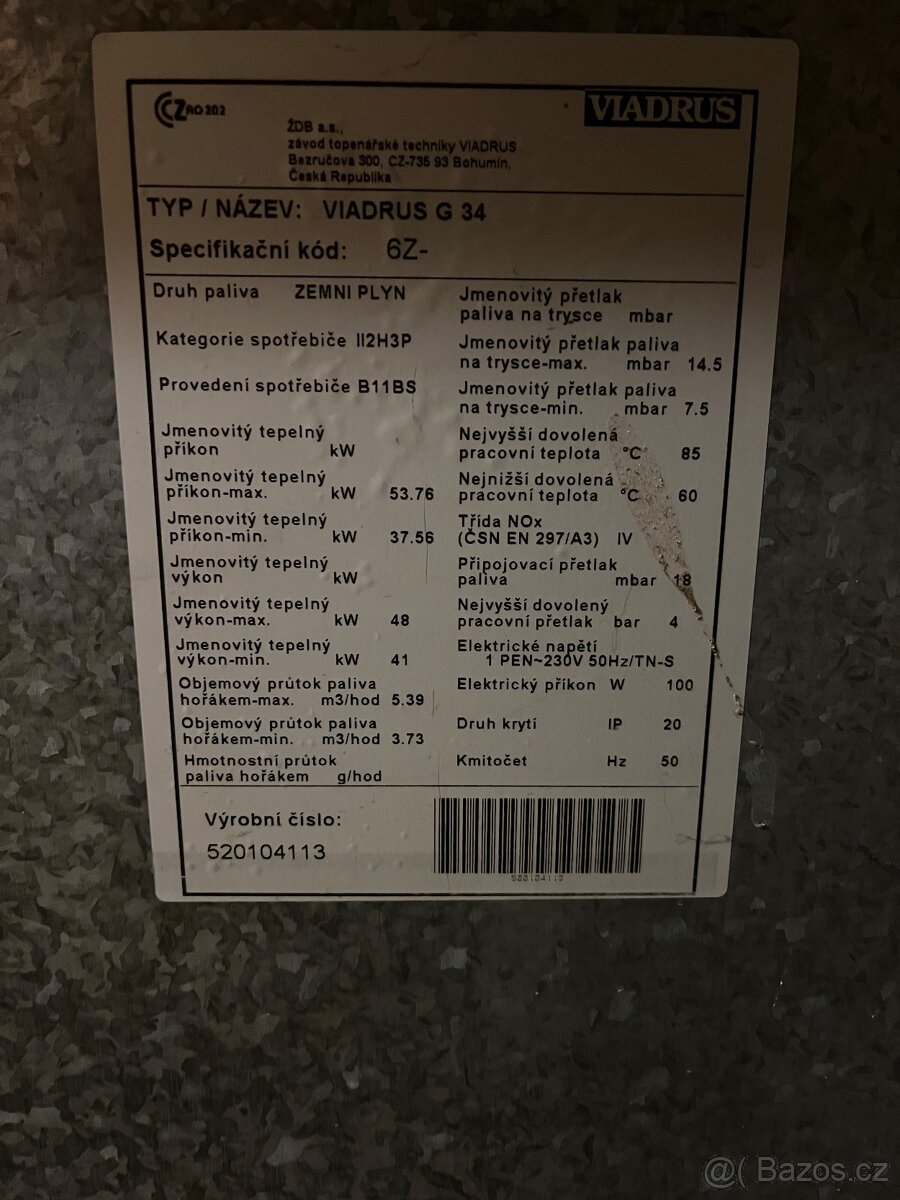 CZ AO 202
VIADRUS
ŽDB a.s.,
závod topenářské techniky VIADRUS
Bezručova 300, CZ-735 93 Bohumín,
Česká Republika
TYP / NÁZEV: VIADRUS G 34
Specifikační kód: 6Z-
Druh paliva ZEMNI PLYN
Kategorie spotřebiče II2H3P
Provedení spotřebiče B11BS
Jmenovitý tepelný
příkon kW
Jmenovitý tepelný
příkon-max. kW 53.76
Jmenovitý tepelný
příkon-min. kW 37.56
Jmenovitý tepelný
výkon kW
Jmenovitý tepelný
výkon-max. kW 48
Jmenovitý tepelný
výkon-min. kW 41
Objemový průtok paliva
hořákem-max. m3/hod 5.39
Objemový průtok paliva
hořákem-min. m3/hod 3.73
Hmotnostní průtok
paliva hořákem g/hod
Jmenovitý přetlak
paliva na trysce mbar
Jmenovitý přetlak paliva
na trysce-max. mbar 14.5
Jmenovitý přetlak paliva
na trysce-min. mbar 7.5
Nejvyšší dovolená
pracovní teplota °C 85
Nejnižší dovolená
pracovní teplota °C 60
Třída NOx
(ČSN EN 297/A3) IV
Připojovací přetlak
paliva mbar 18
Nejvyšší dovolený
pracovní přetlak bar 4
Elektrické napětí
1 PEN~230V 50Hz/TN-S
Elektrický příkon W 100
Druh krytí IP 20
Kmitočet Hz 50
Výrobní číslo:
520104113
520104113
@( Bazos.cz